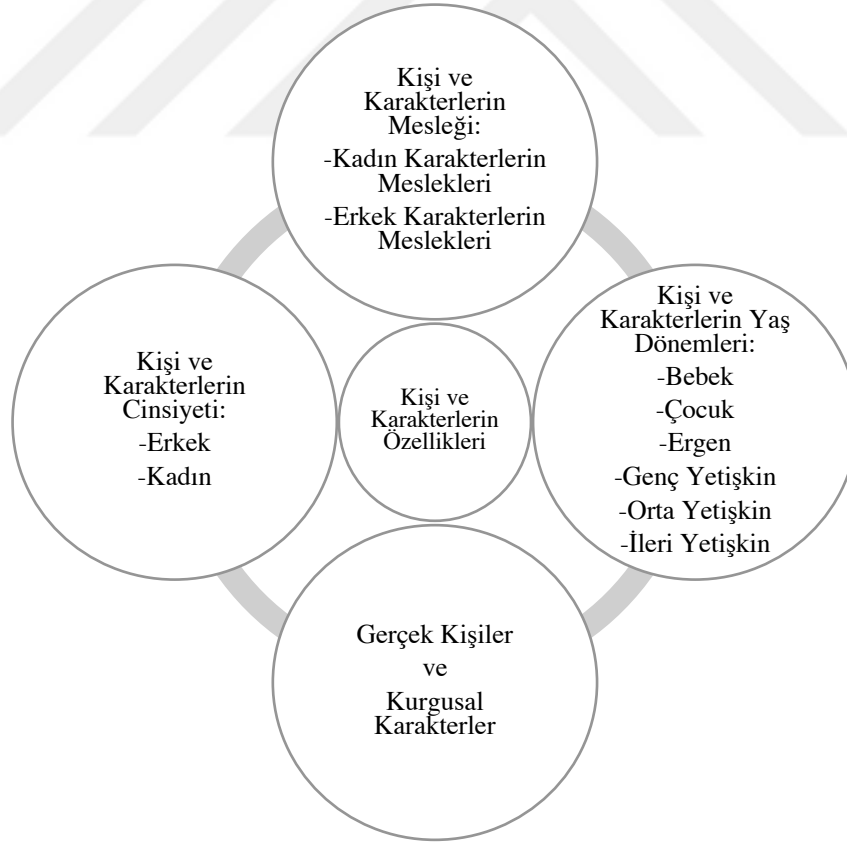 Kişi ve
Karakterlerin
Mesleği:
-Kadın Karakterlerin
Meslekleri
-Erkek Karakterlerin
Meslekleri
Kişi ve
Karakterlerin
Cinsiyeti:
-Erkek
-Kadın
Kişi ve
Karakterlerin
Özellikleri
Kişi ve
Karakterlerin Yaş
Dönemleri:
-Bebek
-Çocuk
-Ergen
-Genç Yetişkin
-Orta Yetişkin
-İleri Yetişkin
Gerçek Kişiler
ve
Kurgusal
Karakterler